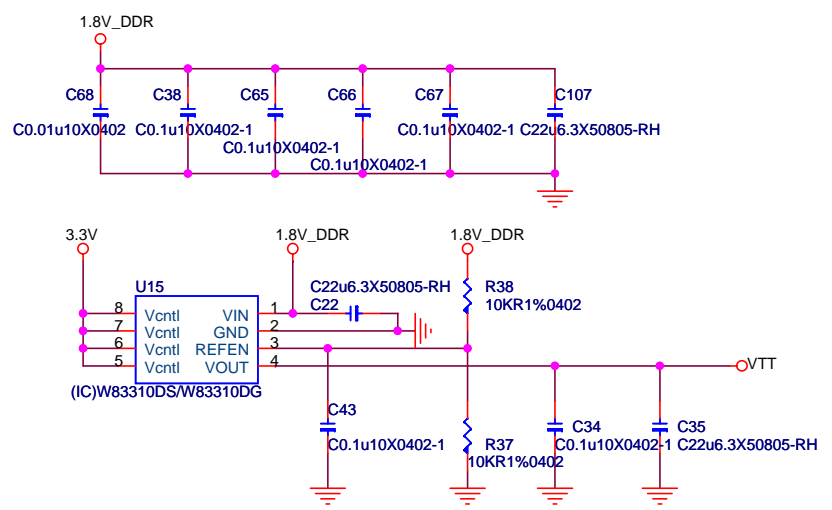 1.8V_DDR
C68
C38
C65
C66
C67
C107
C0.01u10X0402
C0.1u10X0402-1
C0.1u10X0402-1
C0.1u10X0402-1
C0.1u10X0402-1
C22u6.3X50805-RH
3.3V
1.8V_DDR
1.8V_DDR
U15
C22u6.3X50805-RH
C22
R38
10KR1%0402
8
Vcntl
VIN
1
7
Vcntl
GND
2
6
Vcntl
REFEN
3
5
Vcntl
VOUT
4
VTT
(IC)W83310DS/W83310DG
C43
C0.1u10X0402-1
R37
10KR1%0402
C34
C0.1u10X0402-1
C35
C22u6.3X50805-RH